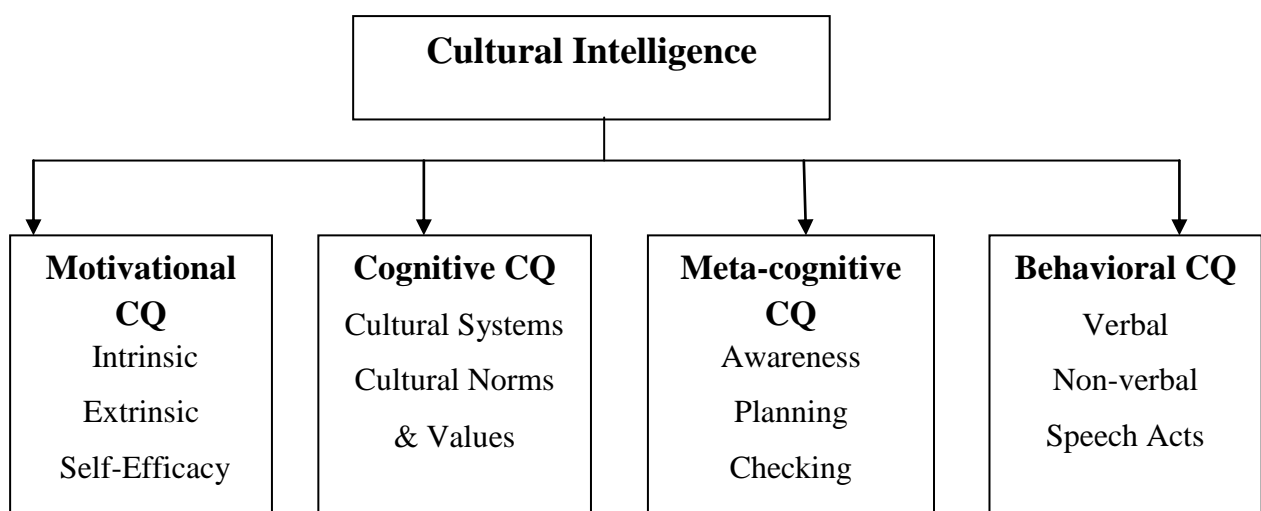 Cultural Intelligence
Motivational
CQ
Intrinsic
Extrinsic
Self-Efficacy
Cognitive CQ
Cultural Systems
Cultural Norms
& Values
Meta-cognitive
CQ
Awareness
Planning
Checking
Behavioral CQ
Verbal
Non-verbal
Speech Acts